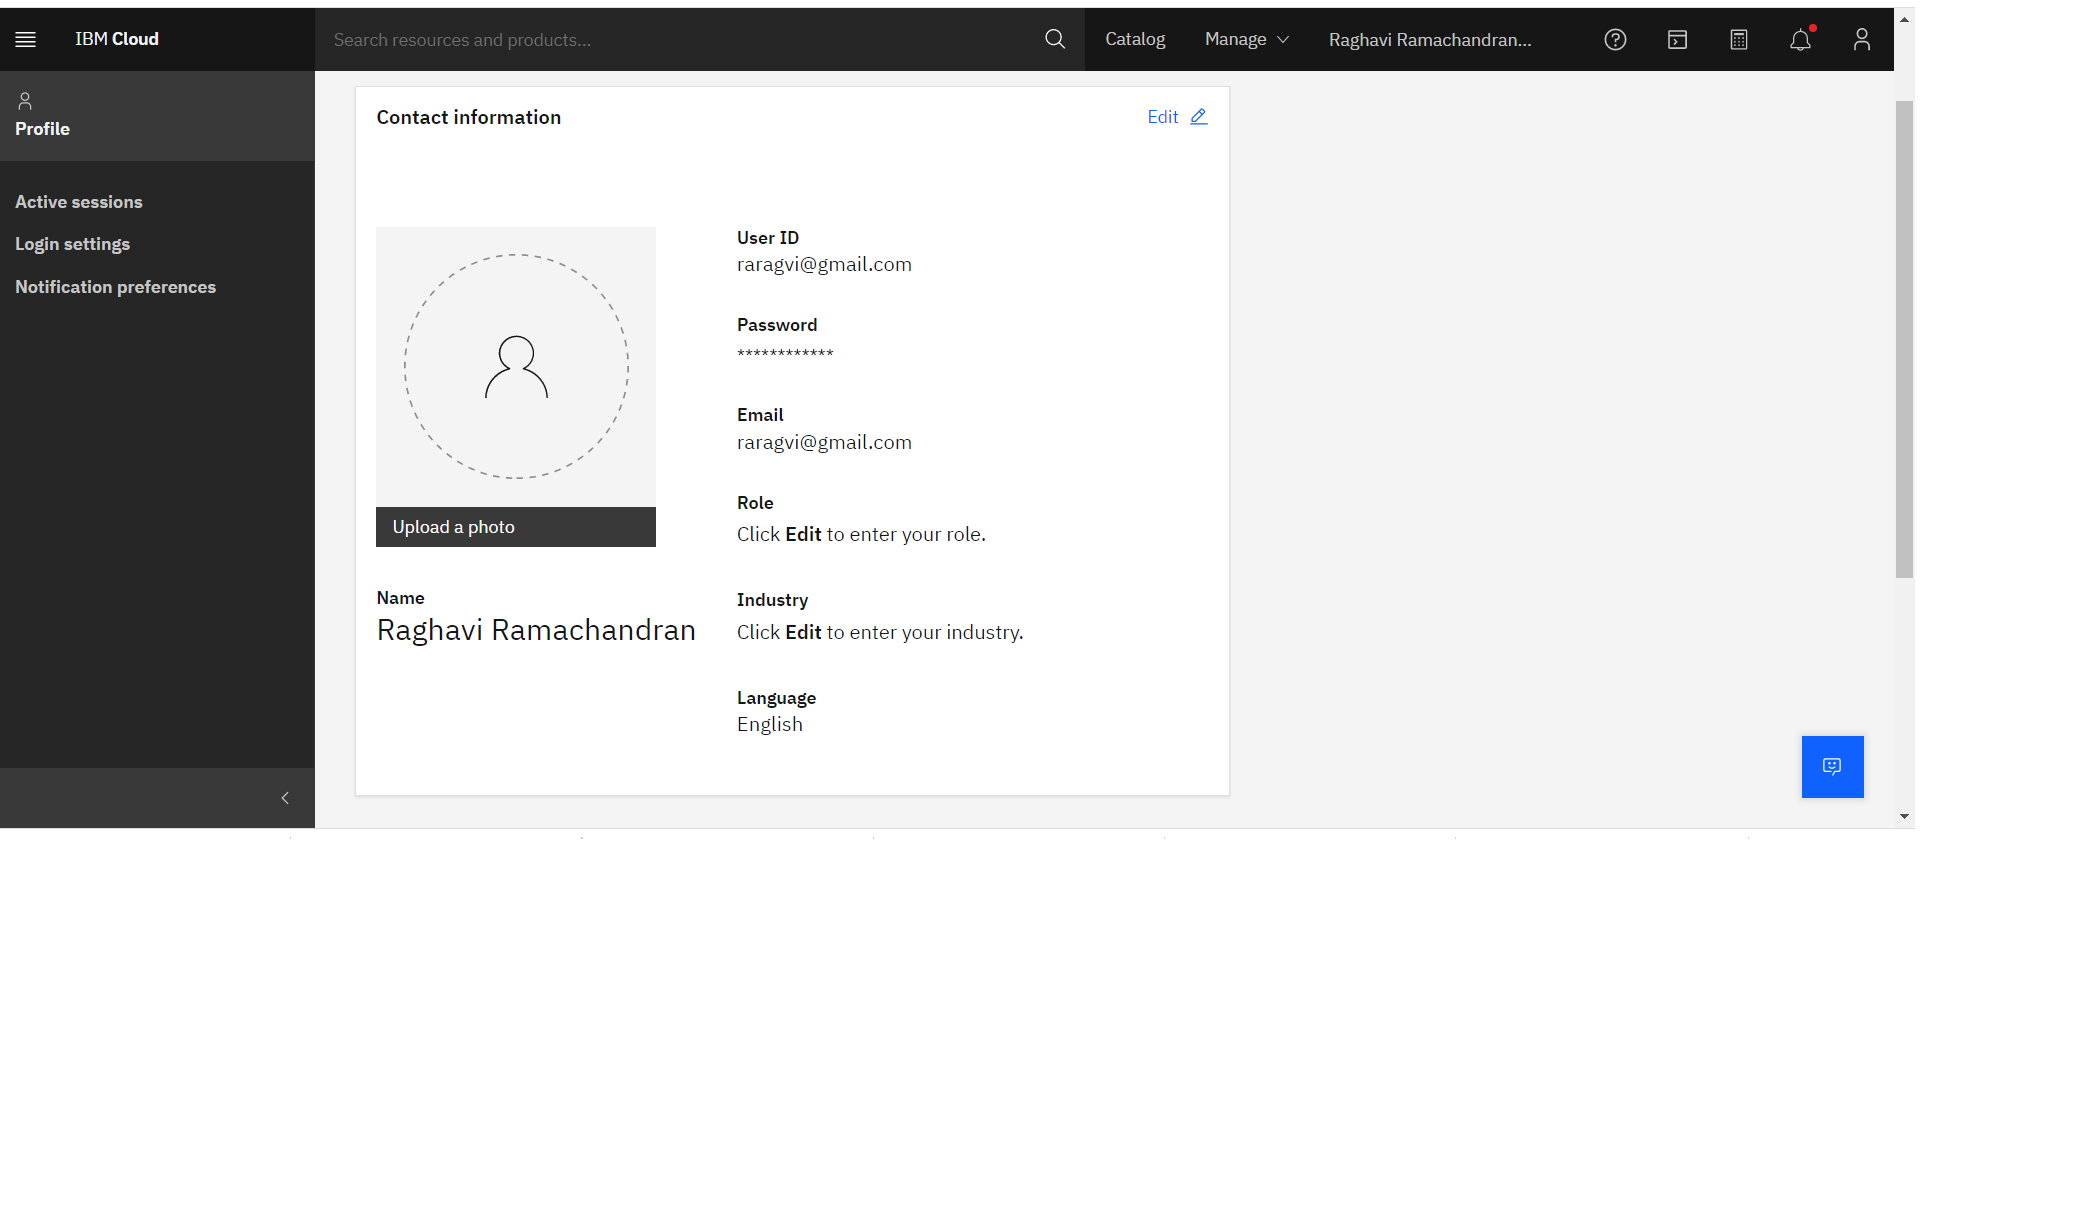 IBM Cloud
Search resources and products...
Catalog
Manage
Raghavi Ramachandran...
Profile
Active sessions
Login settings
Notification preferences
Contact information
Edit
Upload a photo
Name
Raghavi Ramachandran
User ID
raragvi@gmail.com
Password
************
Email
raragvi@gmail.com
Role
Click Edit to enter your role.
Industry
Click Edit to enter your industry.
Language
English